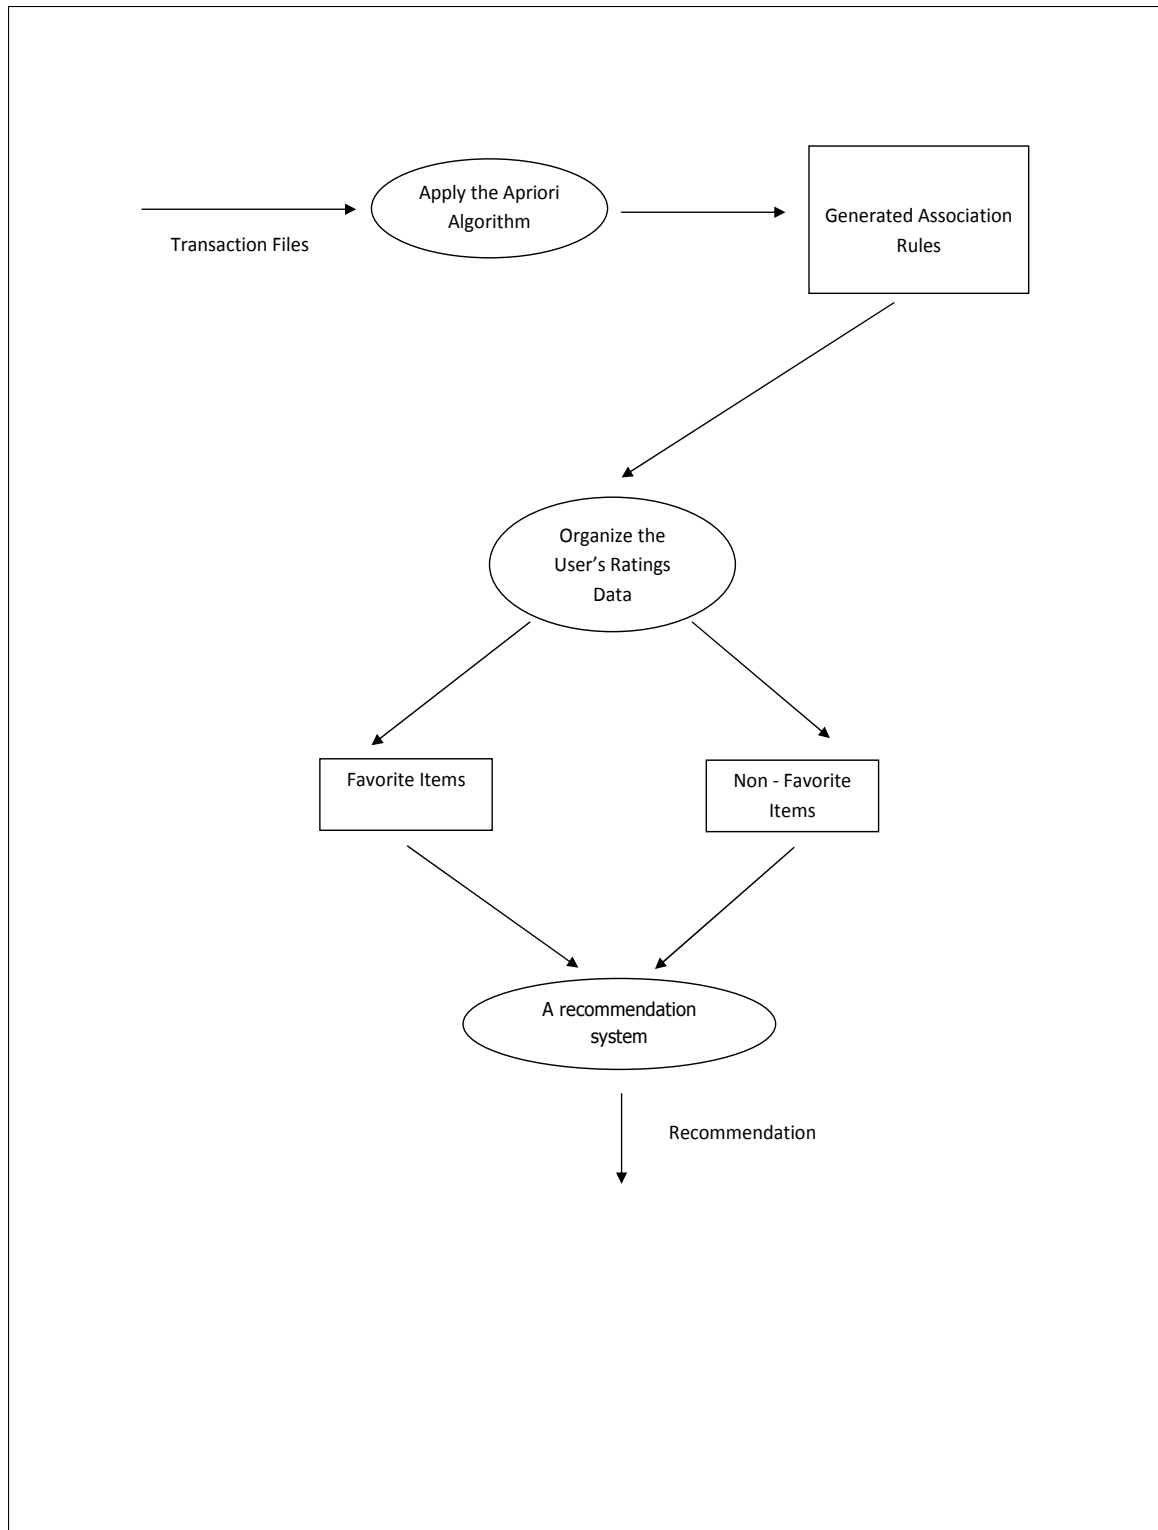 Apply the Apriori
Algorithm
Transaction Files
Generated Association
Rules
Organize the
User’s Ratings
Data
Favorite Items
Non - Favorite
Items
A recommendation
system
Recommendation